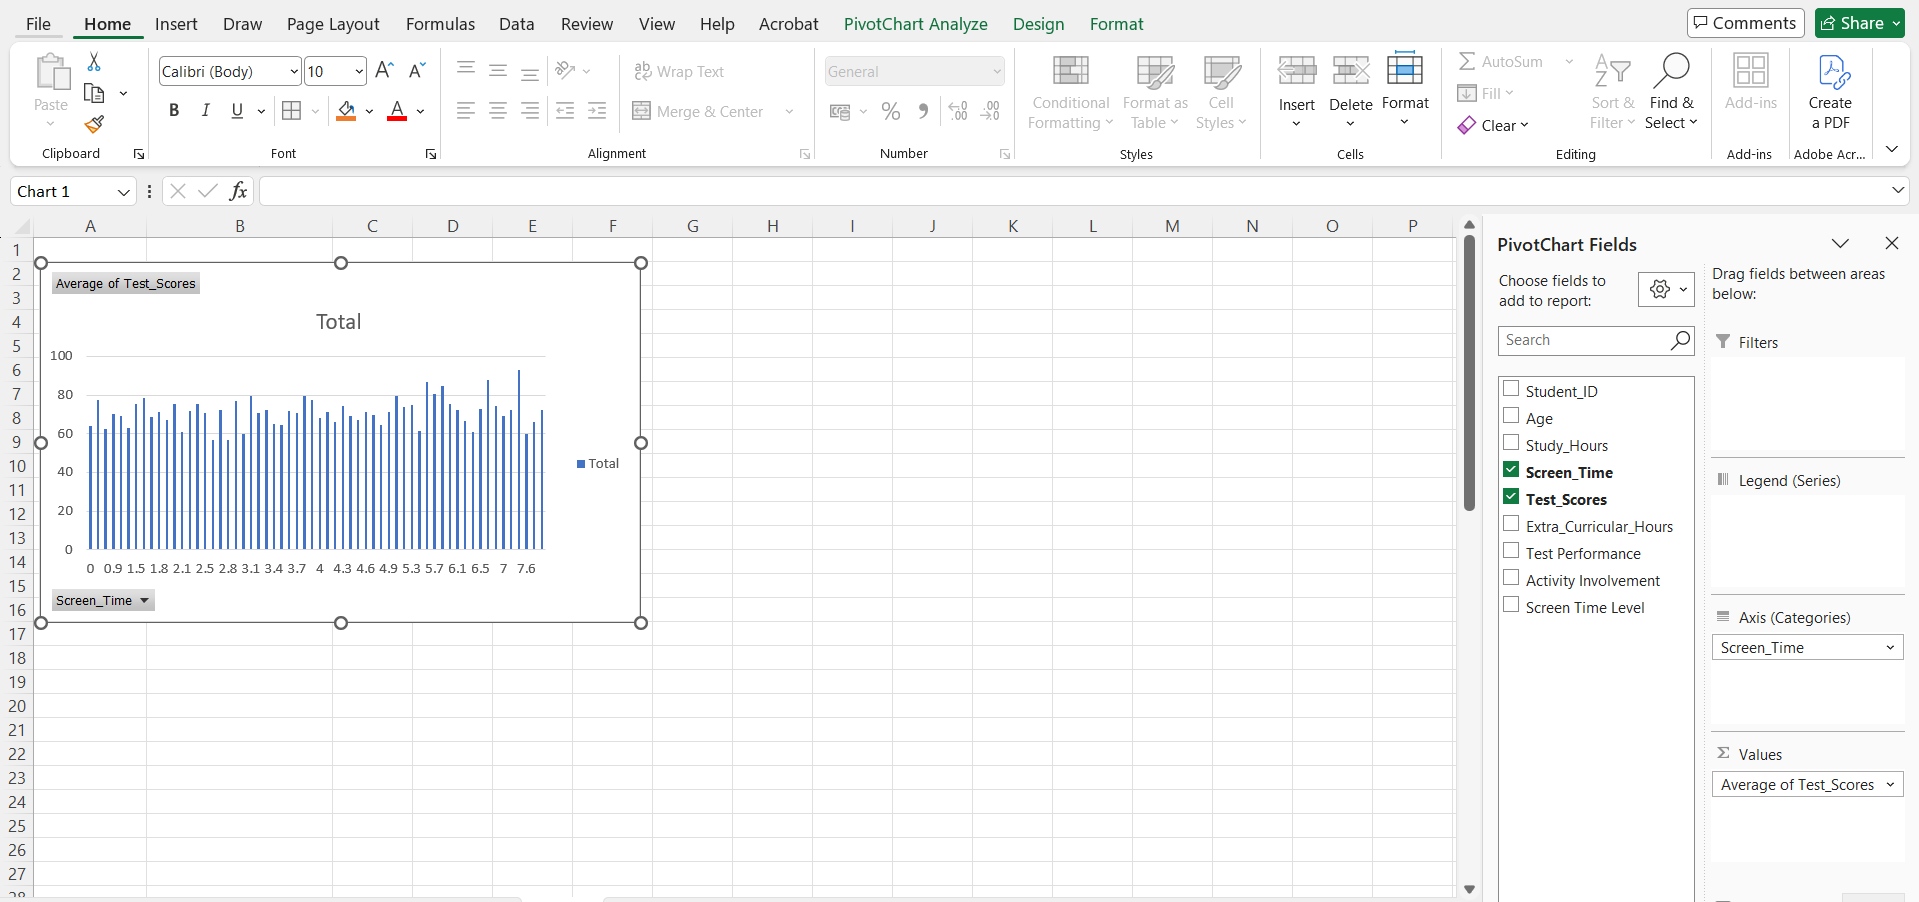 File Home Insert Draw Page Layout Formulas Data Review View Help Acrobat PivotChart Analyze Design Format Comments Share
Paste
Calibri (Body) 10 A A
B I U A
ab Wrap Text
Merge & Center
General
% 9 .00 .00
Conditional Formatting
Format as Table
Cell Styles
Insert Delete Format
AutoSum
Fill
Clear
Sort & Filter
Find & Select
Add-ins
Create a PDF
Clipboard Font Alignment Number Styles Cells Editing Add-ins Adobe Acr...
Chart 1 fx
A B C D E F G H I J K L M N O P
1
2
3
4
5
6
7
8
9
10
11
12
13
14
15
16
17
18
19
20
21
22
23
24
25
26
27
28
Average of Test_Scores
Total
100
80
60
40
20
0
0 0.9 1.5 1.8 2.1 2.5 2.8 3.1 3.4 3.7 4 4.3 4.6 4.9 5.3 5.7 6.1 6.5 7 7.6
Total
Screen_Time
PivotChart Fields
Choose fields to
add to report:
Search
Student_ID
Age
Study_Hours
Screen_Time
Test_Scores
Extra_Curricular_Hours
Test Performance
Activity Involvement
Screen Time Level
Drag fields between areas
below:
Filters
Legend (Series)
Axis (Categories)
Screen_Time
Σ Values
Average of Test_Scores